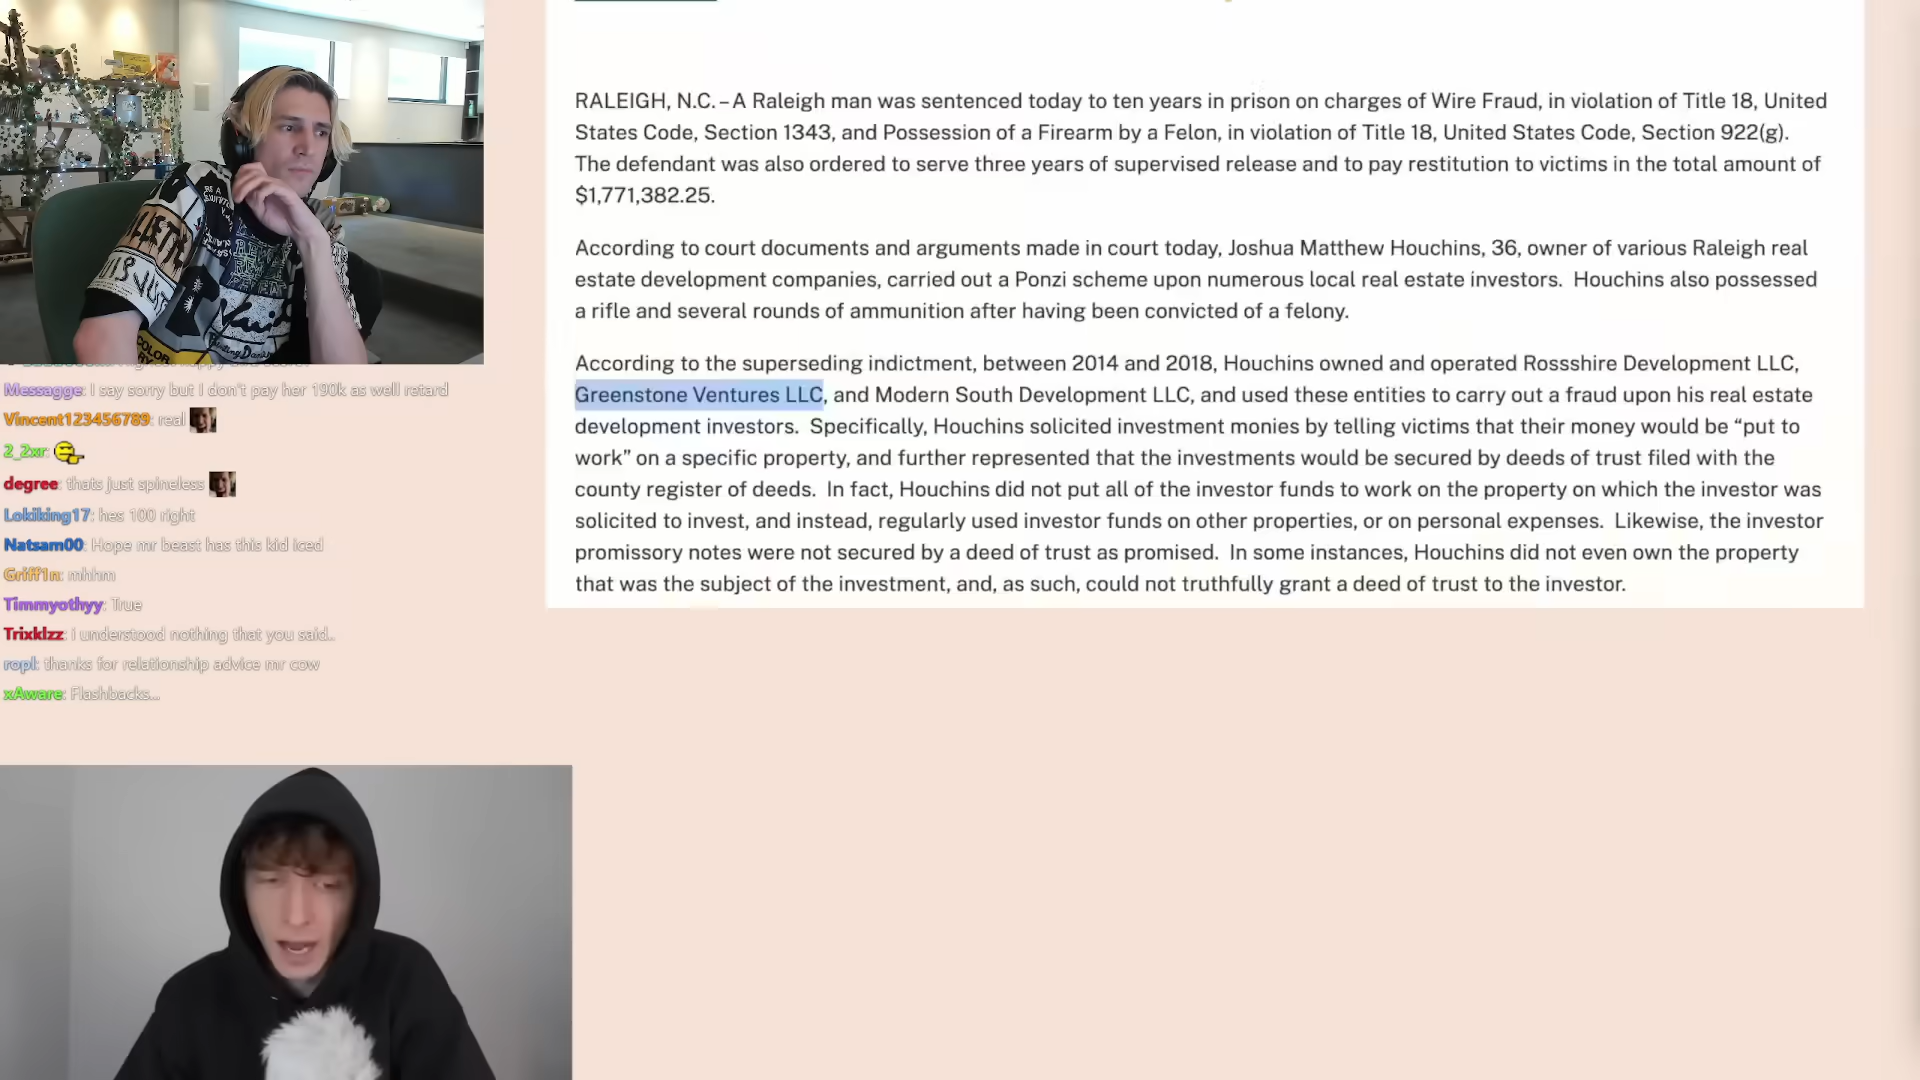 RALEIGH, N.C. – A Raleigh man was sentenced today to ten years in prison on charges of Wire Fraud, in violation of Title 18, United
States Code, Section 1343, and Possession of a Firearm by a Felon, in violation of Title 18, United States Code, Section 922(g).
The defendant was also ordered to serve three years of supervised release and to pay restitution to victims in the total amount of
$1,771,382.25.
According to court documents and arguments made in court today, Joshua Matthew Houchins, 36, owner of various Raleigh real
estate development companies, carried out a Ponzi scheme upon numerous local real estate investors.  Houchins also possessed
a rifle and several rounds of ammunition after having been convicted of a felony.
According to the superseding indictment, between 2014 and 2018, Houchins owned and operated Rossshire Development LLC,
Greenstone Ventures LLC, and Modern South Development LLC, and used these entities to carry out a fraud upon his real estate
development investors.  Specifically, Houchins solicited investment monies by telling victims that their money would be “put to
work” on a specific property, and further represented that the investments would be secured by deeds of trust filed with the
county register of deeds.  In fact, Houchins did not put all of the investor funds to work on the property on which the investor was
solicited to invest, and instead, regularly used investor funds on other properties, or on personal expenses.  Likewise, the investor
promissory notes were not secured by a deed of trust as promised.  In some instances, Houchins did not even own the property
that was the subject of the investment, and, as such, could not truthfully grant a deed of trust to the investor.
Messagge: I say sorry but I don't pay her 190k as well retard
Vincent123456789: real
2_2xr:
degree: thats just spineless
Lokiking17: hes 100 right
Natsam00: Hope mr beast has this kid iced
Griff1n: mhhm
Timmyothyy: True
Trixklzz: i understood nothing that you said..
ropl: thanks for relationship advice mr cow
xAware: Flashbacks...
COLOR